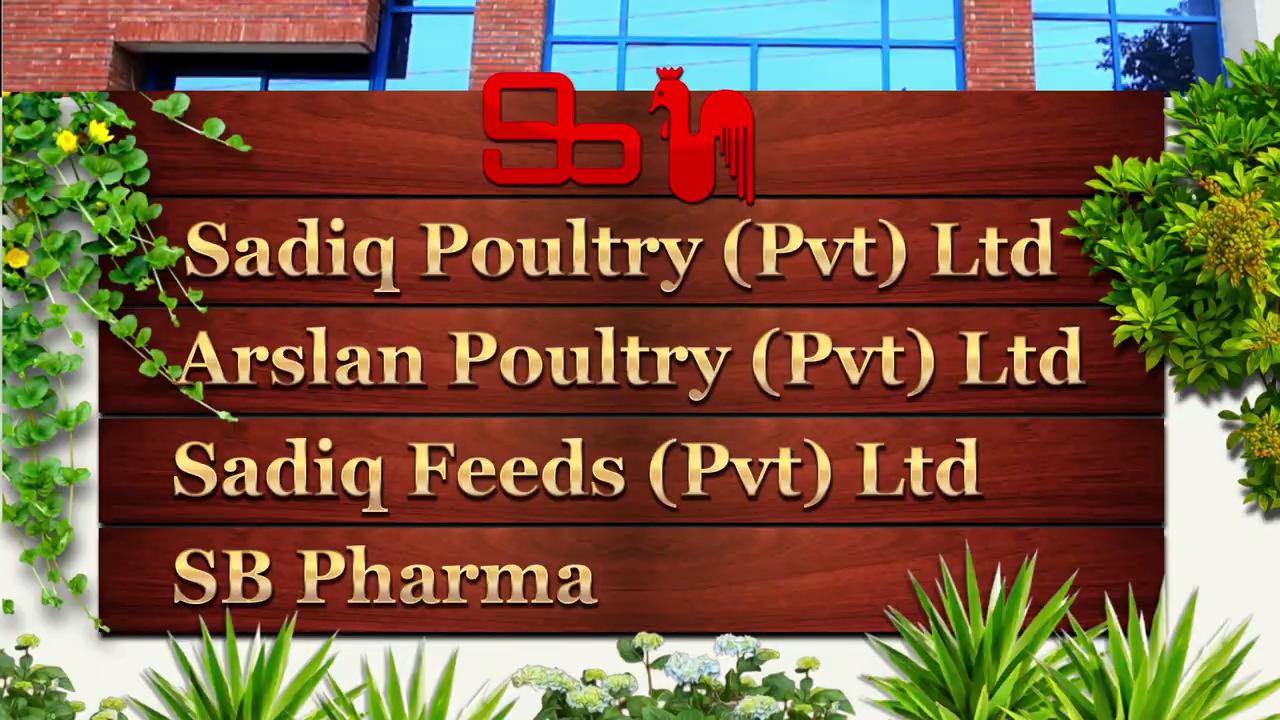 Sadiq Poultry (Pvt) Ltd
Arslan Poultry (Pvt) Ltd
Sadiq Feeds (Pvt) Ltd
SB Pharma